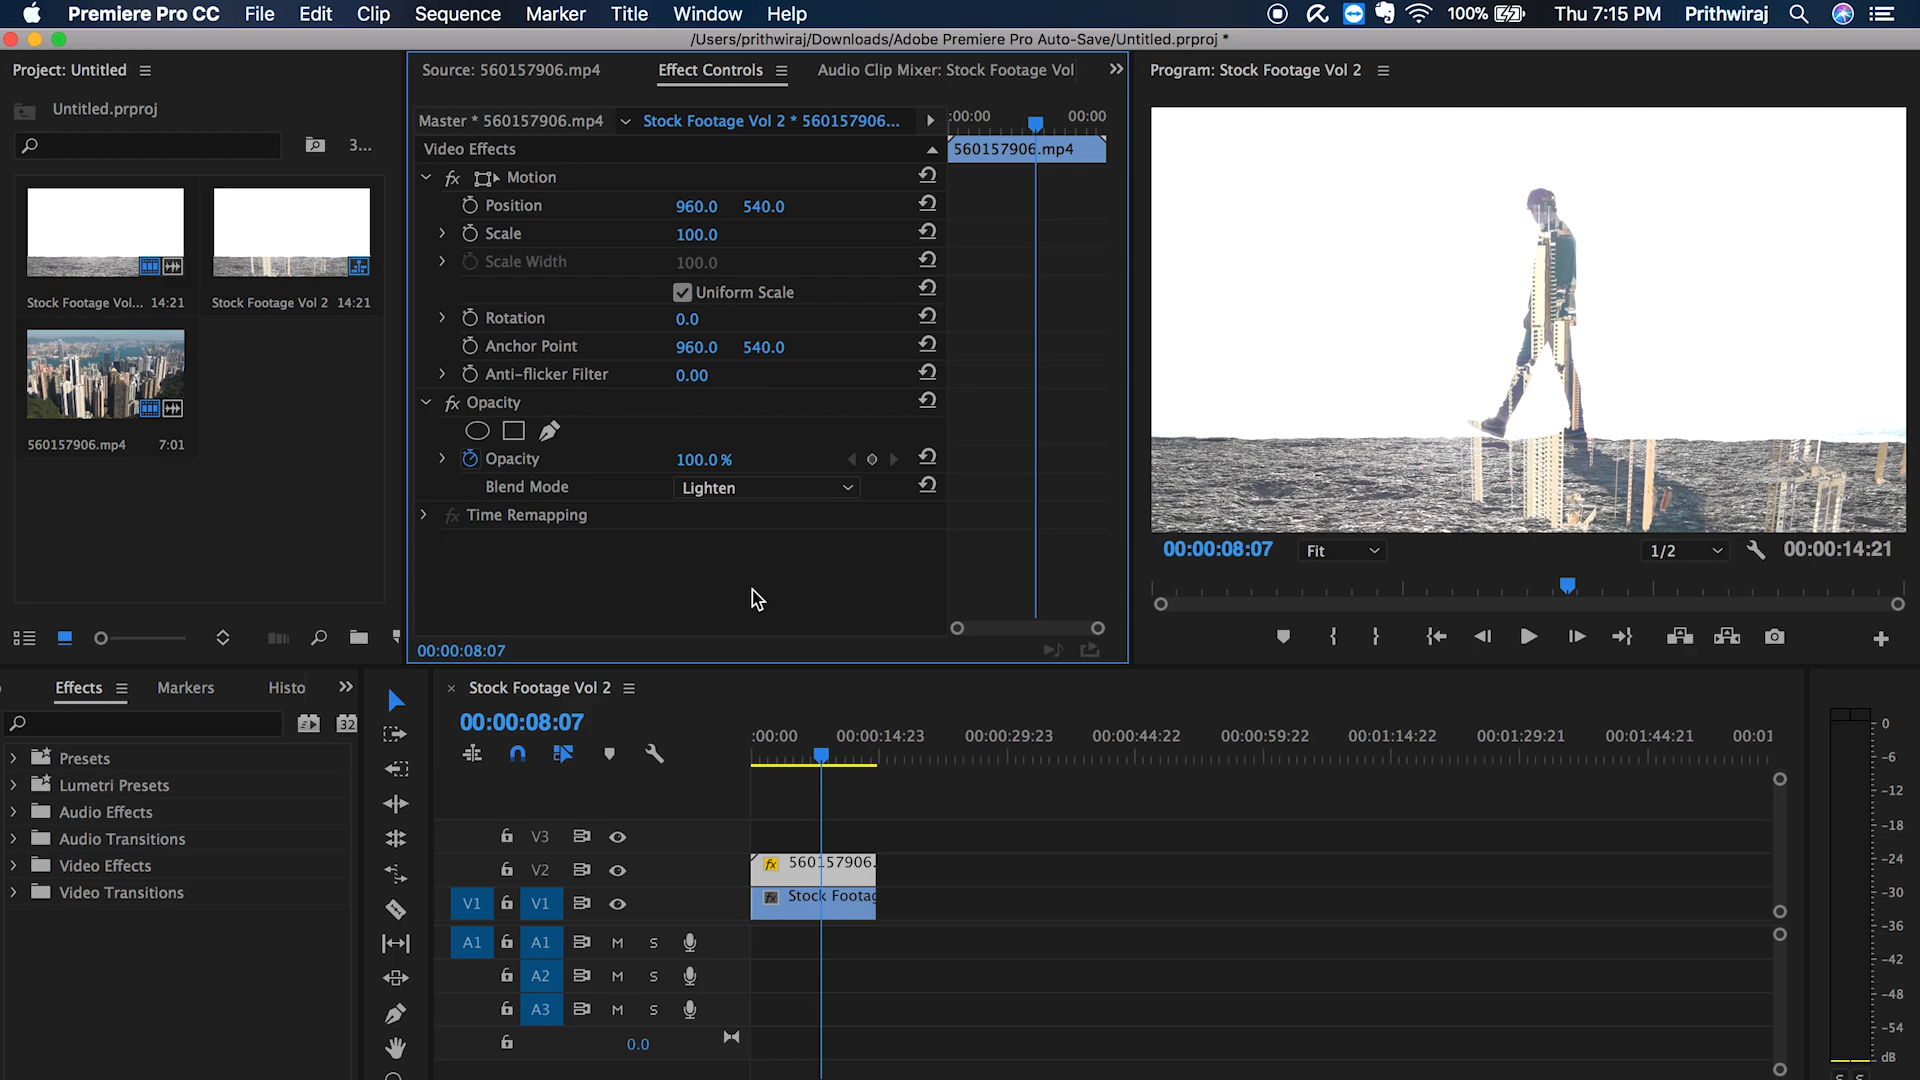 Premiere Pro CC File Edit Clip Sequence Marker Title Window Help 100% Thu 7:15 PM Prithwiraj
/Users/prithwiraj/Downloads/Adobe Premiere Pro Auto-Save/Untitled.prproj *
Project: Untitled
Untitled.prproj
3...
Stock Footage Vol... 14:21
Stock Footage Vol 2 14:21
560157906.mp4 7:01
Source: 560157906.mp4 Effect Controls Audio Clip Mixer: Stock Footage Vol
Master * 560157906.mp4 Stock Footage Vol 2 * 560157906... :00:00 00:00
Video Effects 560157906.mp4
fx Motion
Position 960.0 540.0
Scale 100.0
Scale Width 100.0
Uniform Scale
Rotation 0.0
Anchor Point 960.0 540.0
Anti-flicker Filter 0.00
fx Opacity
Opacity 100.0 %
Blend Mode Lighten
fx Time Remapping
00:00:08:07
Program: Stock Footage Vol 2
00:00:08:07 Fit 1/2 00:00:14:21
Effects Markers Histo
32
Presets
Lumetri Presets
Audio Effects
Audio Transitions
Video Effects
Video Transitions
× Stock Footage Vol 2
00:00:08:07
:00:00 00:00:14:23 00:00:29:23 00:00:44:22 00:00:59:22 00:01:14:22 00:01:29:21 00:01:44:21 00:01
V3
V2 fx 560157906.
V1 V1 fx Stock Footag
A1 A1 M S
A2 M S
A3 M S
0.0
0
-6
-12
-18
-24
-30
-36
-42
-48
-54
dB
S S